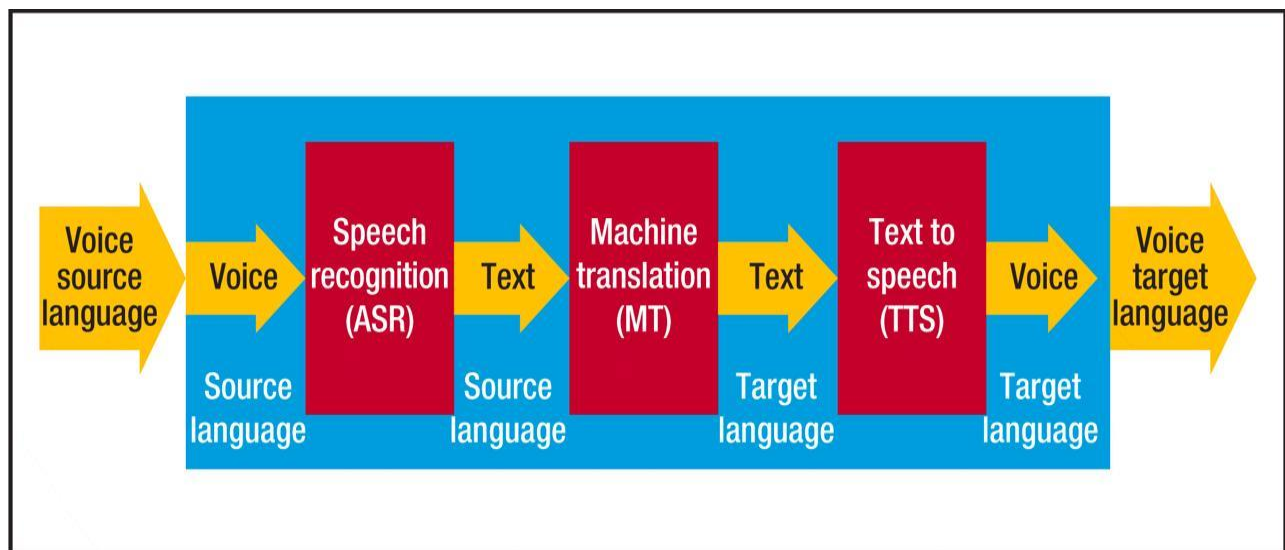 Voice
source
language
Voice
Source
language
Speech
recognition
(ASR)
Text
Source
language
Machine
translation
(MT)
Text
Target
language
Text to
speech
(TTS)
Voice
Target
language
Voice
target
language